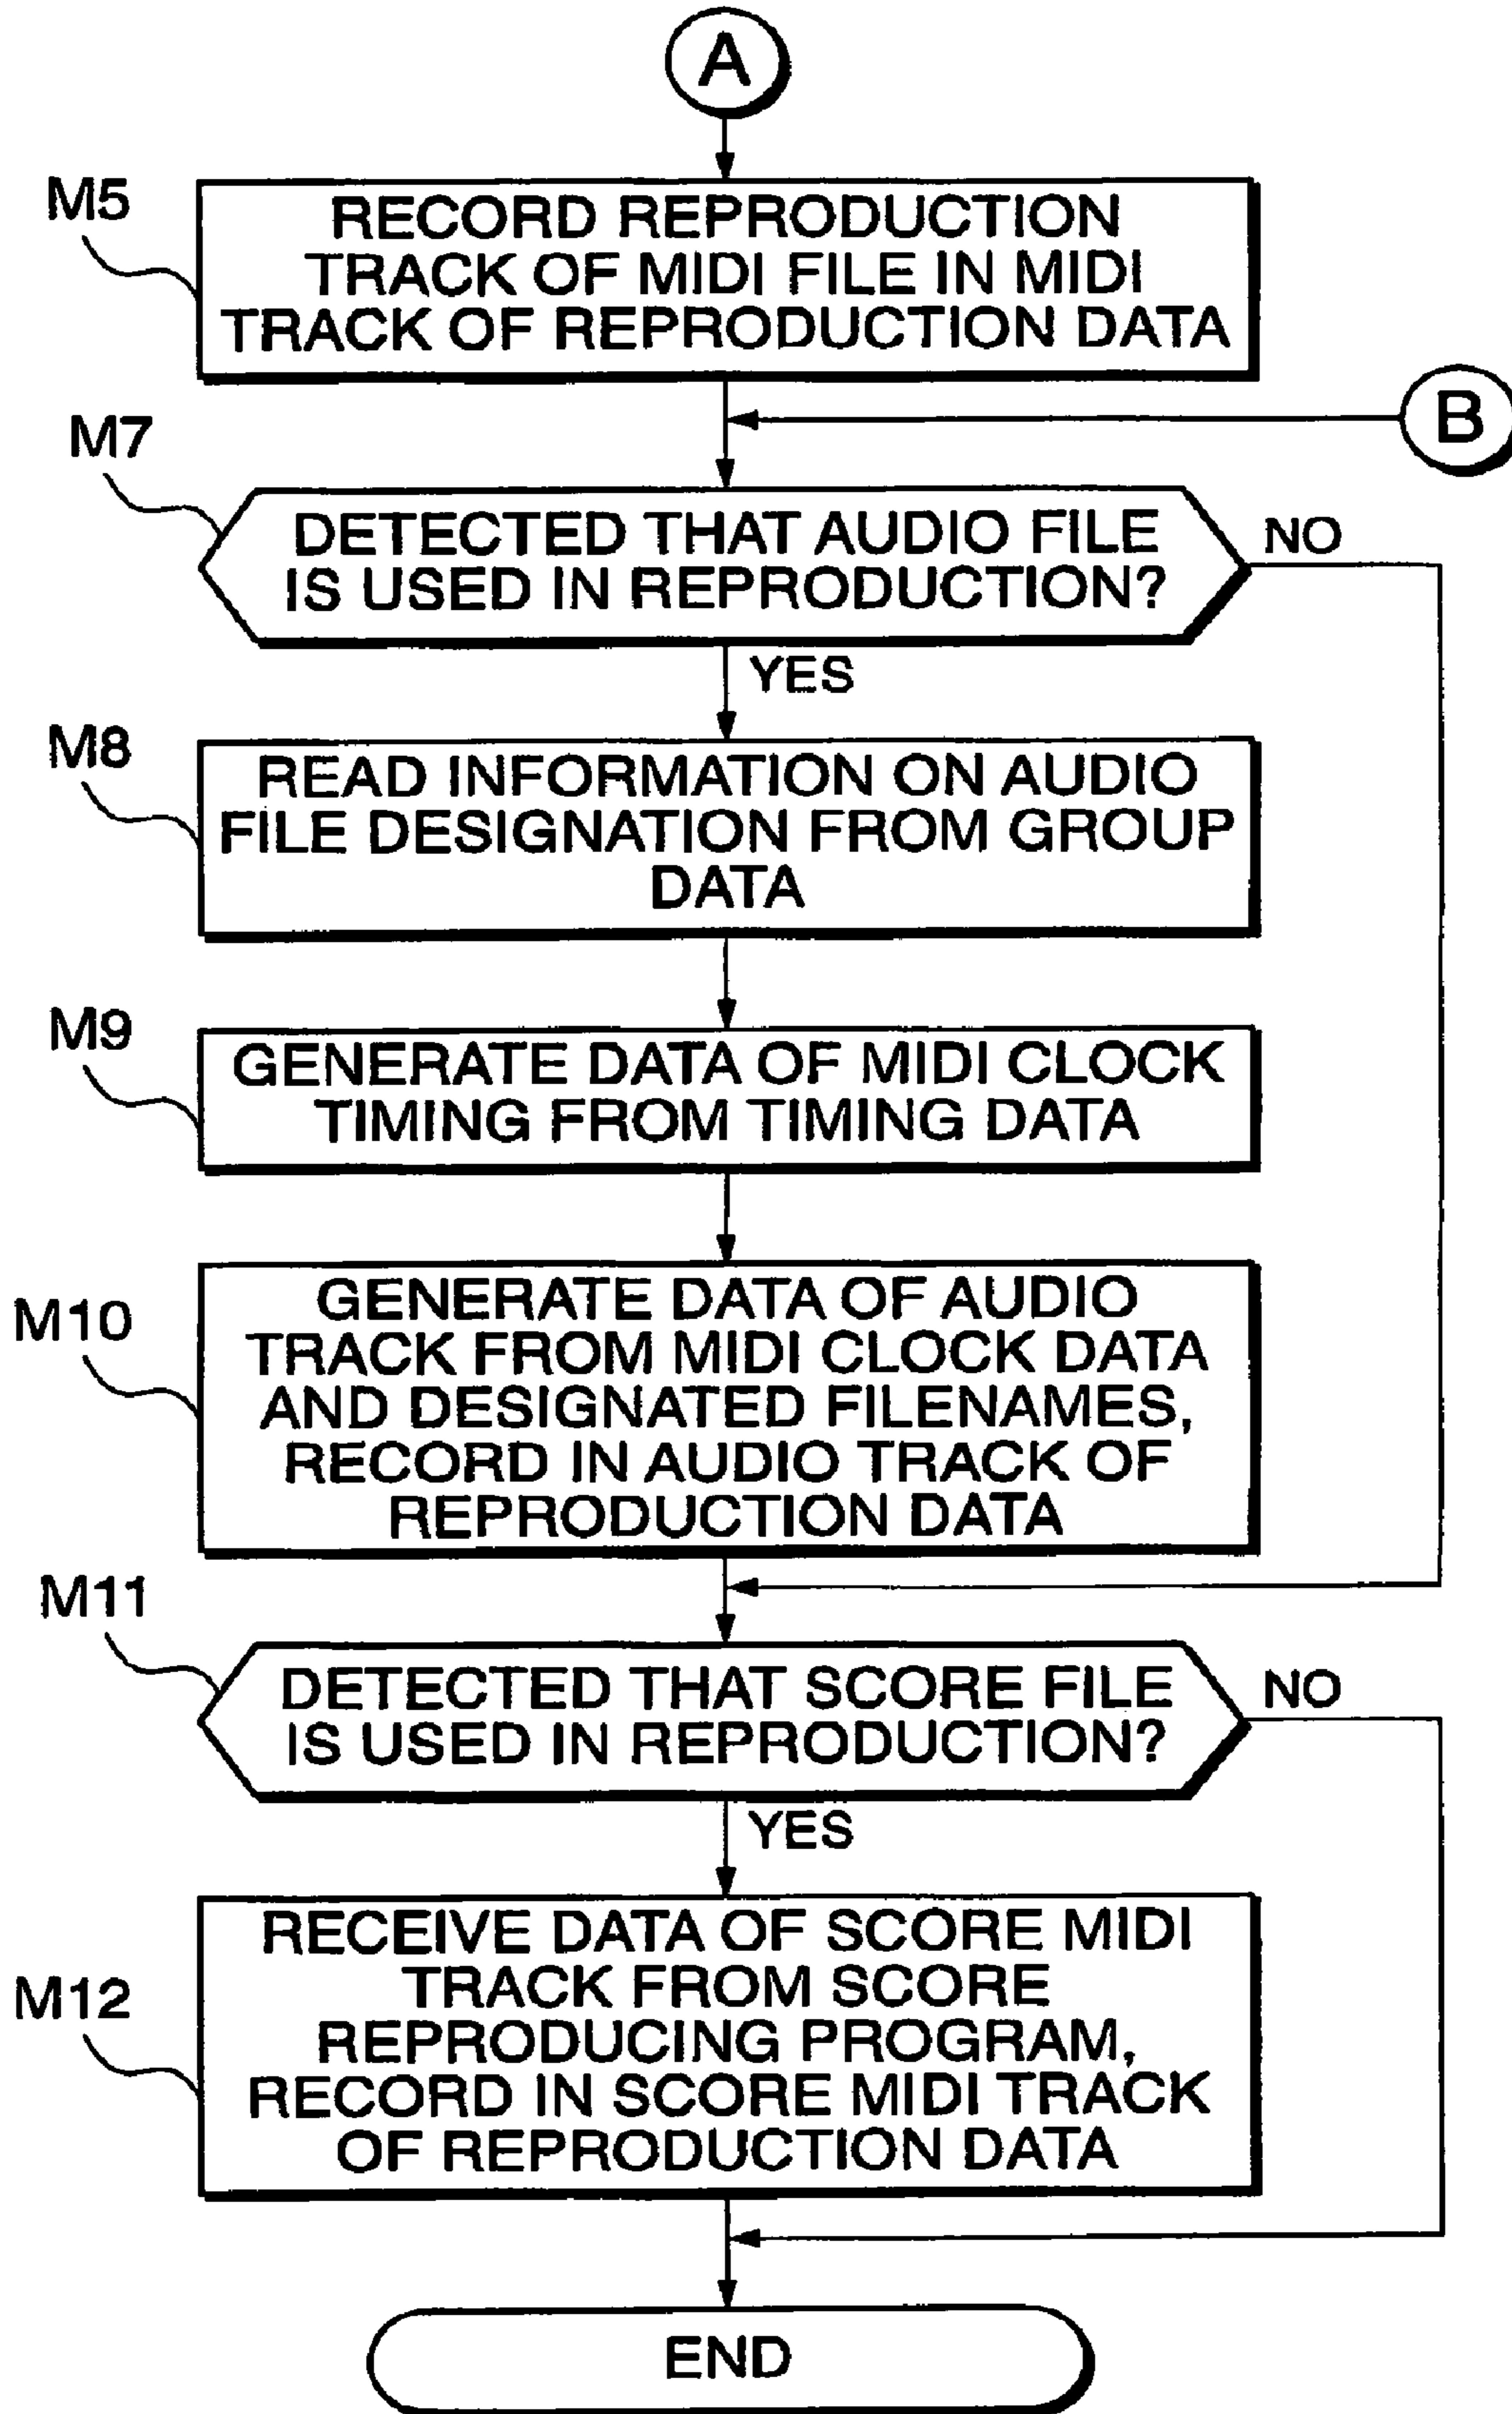 A
M5
RECORD REPRODUCTION
TRACK OF MIDI FILE IN MIDI
TRACK OF REPRODUCTION DATA
B
M7
DETECTED THAT AUDIO FILE
IS USED IN REPRODUCTION?
NO
YES
M8
READ INFORMATION ON AUDIO
FILE DESIGNATION FROM GROUP
DATA
M9
GENERATE DATA OF MIDI CLOCK
TIMING FROM TIMING DATA
M10
GENERATE DATA OF AUDIO
TRACK FROM MIDI CLOCK DATA
AND DESIGNATED FILENAMES,
RECORD IN AUDIO TRACK OF
REPRODUCTION DATA
M11
DETECTED THAT SCORE FILE
IS USED IN REPRODUCTION?
NO
YES
M12
RECEIVE DATA OF SCORE MIDI
TRACK FROM SCORE
REPRODUCING PROGRAM,
RECORD IN SCORE MIDI TRACK
OF REPRODUCTION DATA
END